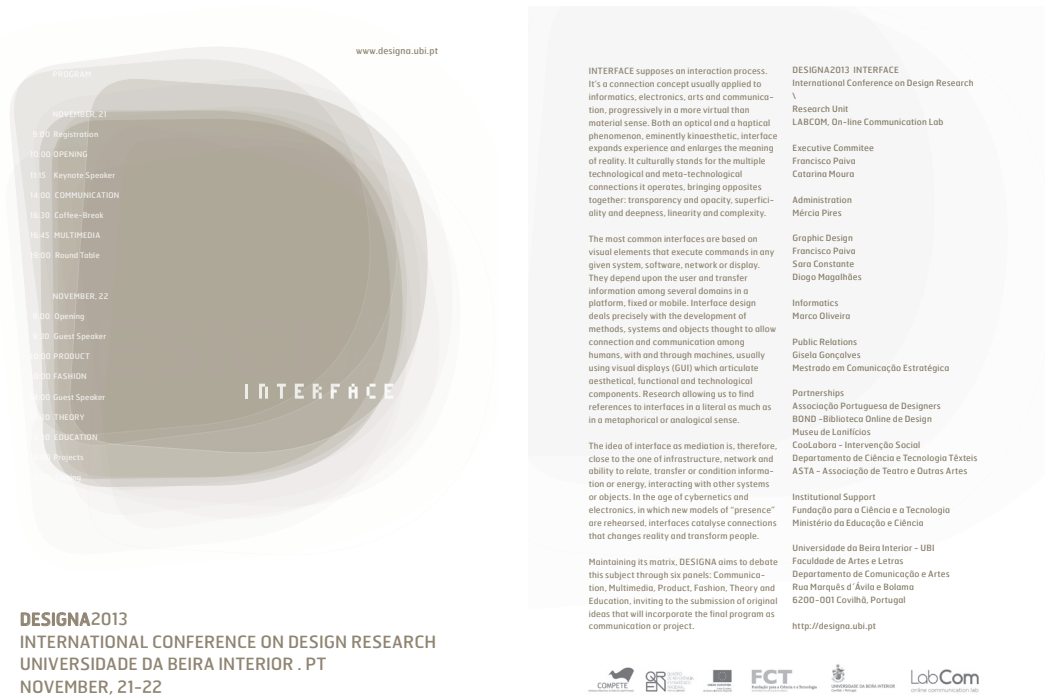 www.designa.ubi.pt
PROGRAM
NOVEMBER, 21
9:00 Registration
10:00 OPENING
11:15 Keynote Speaker
14:00 COMMUNICATION
16:30 Coffee-Break
16:45 MULTIMEDIA
18:00 Round Table
NOVEMBER, 22
Opening
Guest Speaker
PRODUCT
FASHION
Guest Speaker
THEORY
EDUCATION
Projects
INTERFACE
DESIGNA2013
INTERNATIONAL CONFERENCE ON DESIGN RESEARCH
UNIVERSIDADE DA BEIRA INTERIOR . PT
NOVEMBER, 21-22
INTERFACE supposes an interaction process.
It's a connection concept usually applied to
informatics, electronics, arts and communica-
tion, progressively in a more virtual than
material sense. Both an optical and a haptical
phenomenon, eminently kinaesthetic, interface
expands experience and enlarges the meaning
of reality. It culturally stands for the multiple
technological and meta-technological
connections it operates, bringing opposites
together: transparency and opacity, superfici-
ality and deepness, linearity and complexity.
The most common interfaces are based on
visual elements that execute commands in any
given system, software, network or display.
They depend upon the user and transfer
information among several domains in a
platform, fixed or mobile. Interface design
deals precisely with the development of
methods, systems and objects thought to allow
connection and communication among
humans, with and through machines, usually
using visual displays (GUI) which articulate
aesthetical, functional and technological
components. Research allowing us to find
references to interfaces in a literal as much as
in a metaphorical or analogical sense.
The idea of interface as mediation is, therefore,
close to the one of infrastructure, network and
ability to relate, transfer or condition informa-
tion or energy, interacting with other systems
or objects. In the age of cybernetics and
electronics, in which new models of "presence"
are rehearsed, interfaces catalyse connections
that changes reality and transform people.
Maintaining its matrix, DESIGNA aims to debate
this subject through six panels: Communica-
tion, Multimedia, Product, Fashion, Theory and
Education, inviting to the submission of original
ideas that will incorporate the final program as
communication or project.
DESIGNA2013 INTERFACE
International Conference on Design Research
\
Research Unit
LABCOM, On-line Communication Lab
Executive Commitee
Francisco Paiva
Catarina Moura
Administration
Mércia Pires
Graphic Design
Francisco Paiva
Sara Constante
Diogo Magalhães
Informatics
Marco Oliveira
Public Relations
Gisela Gonçalves
Mestrado em Comunicação Estratégica
Partnerships
Associação Portuguesa de Designers
BOND -Biblioteca Online de Design
Museu de Lanifícios
CooLabora - Intervenção Social
Departamento de Ciência e Tecnologia Têxteis
ASTA - Associação de Teatro e Outras Artes
Institutional Support
Fundação para a Ciência e a Tecnologia
Ministério da Educação e Ciência
Universidade da Beira Interior - UBI
Faculdade de Artes e Letras
Departamento de Comunicação e Artes
Rua Marquês d´Ávila e Bolama
6200-001 Covilhã, Portugal
http://designa.ubi.pt
COMPETE
QREN
FCT
Fundação para a Ciência e a Tecnologia
UNIVERSIDADE DA BEIRA INTERIOR
LabCom
online communication lab